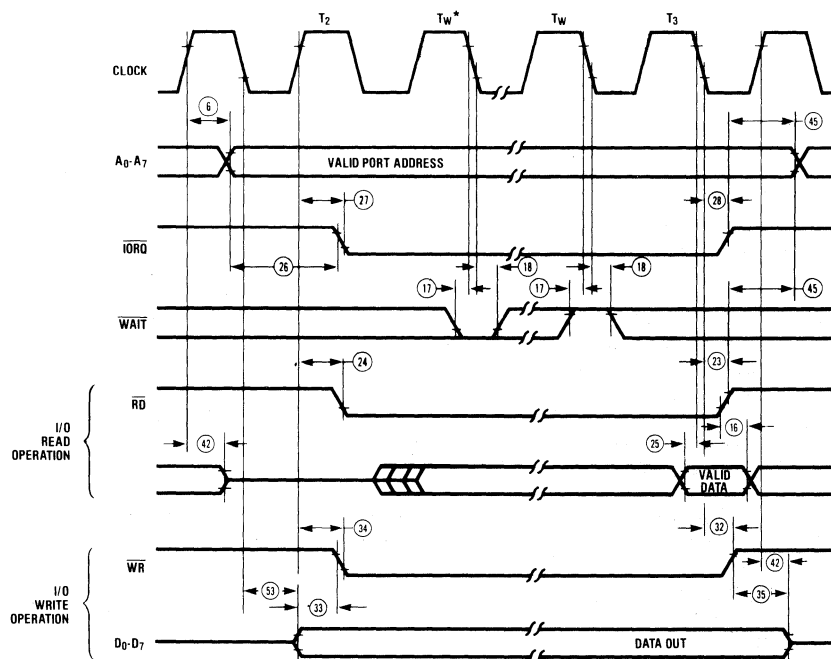 T2 TW* TW T3
CLOCK
6 45
A0-A7 VALID PORT ADDRESS
27 28
IORQ
26 18 18
17 17 45
WAIT
24 23
RD
I/O
READ
OPERATION
42 25 16
VALID
DATA
34 32
WR
42
53 33 35
I/O
WRITE
OPERATION
D0-D7 DATA OUT